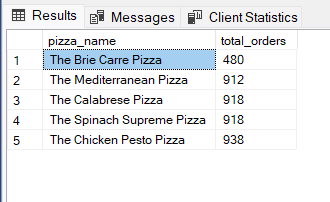 Results Messages Client Statistics
pizza_name total_orders
1 The Brie Carre Pizza 480
2 The Mediterranean Pizza 912
3 The Calabrese Pizza 918
4 The Spinach Supreme Pizza 918
5 The Chicken Pesto Pizza 938